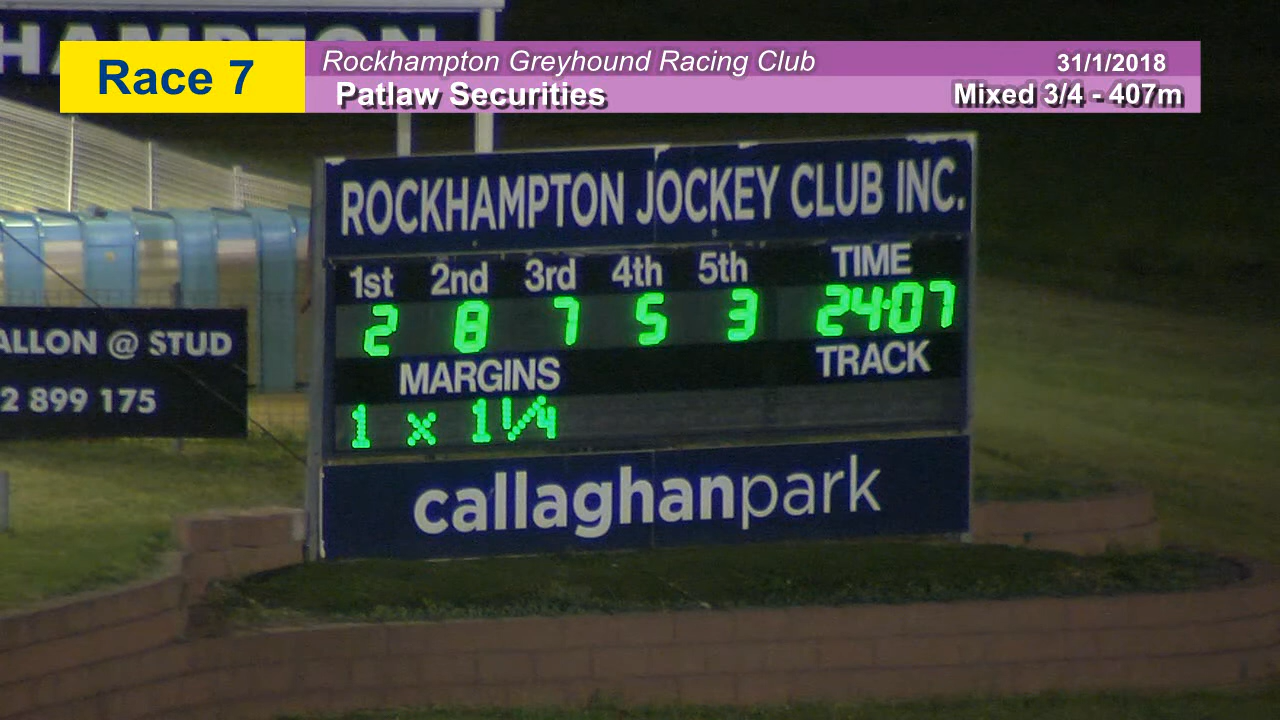 HAMPTON
Race 7
Rockhampton Greyhound Racing Club
31/1/2018
Patlaw Securities
Mixed 3/4 - 407m
ROCKHAMPTON JOCKEY CLUB INC.
1st 2nd 3rd 4th 5th TIME
2 8 7 5 3 24:07
MARGINS TRACK
1 x 1 1/4
callaghanpark
ALLON @ STUD
2 899 175